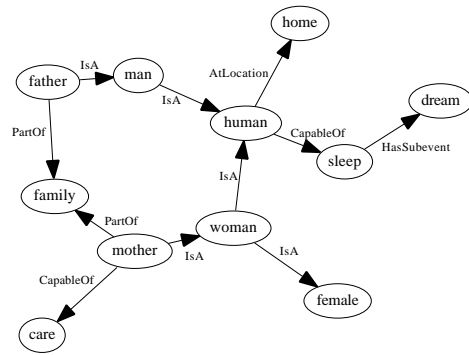 home
father
IsA
man
AtLocation
IsA
dream
human
CapableOf
PartOf
HasSubevent
sleep
family
IsA
PartOf
woman
mother
IsA
IsA
CapableOf
female
care